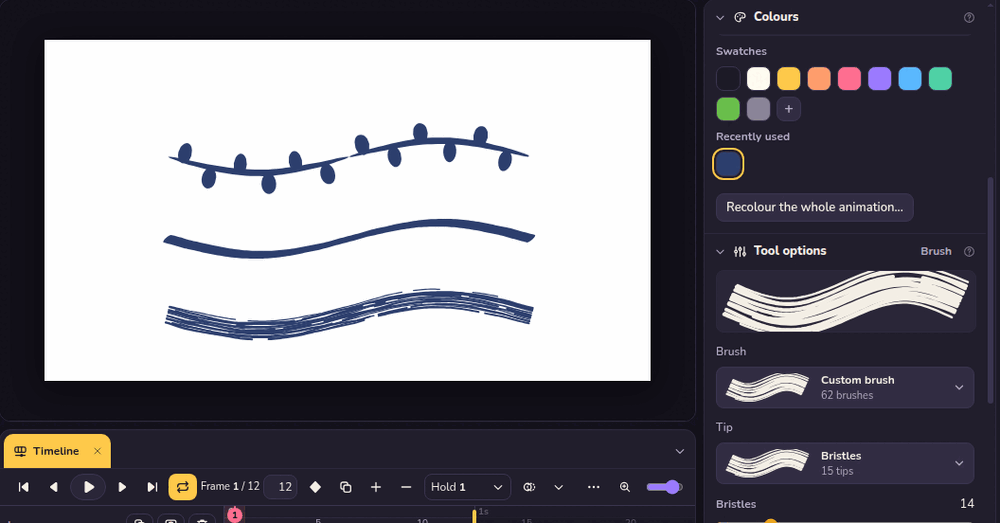 Colours
Swatches
+
Recently used
Recolour the whole animation...
Tool options
Brush
Brush
Custom brush
62 brushes
Tip
Bristles
15 tips
Bristles
14
Timeline
Frame 1 / 12
12
Hold 1
1
5
10
1s
15
20